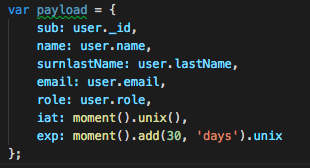 var payload = {
sub: user._id,
name: user.name,
surnlastName: user.lastName,
email: user.email,
role: user.role,
iat: moment().unix(),
exp: moment().add(30, 'days').unix
};